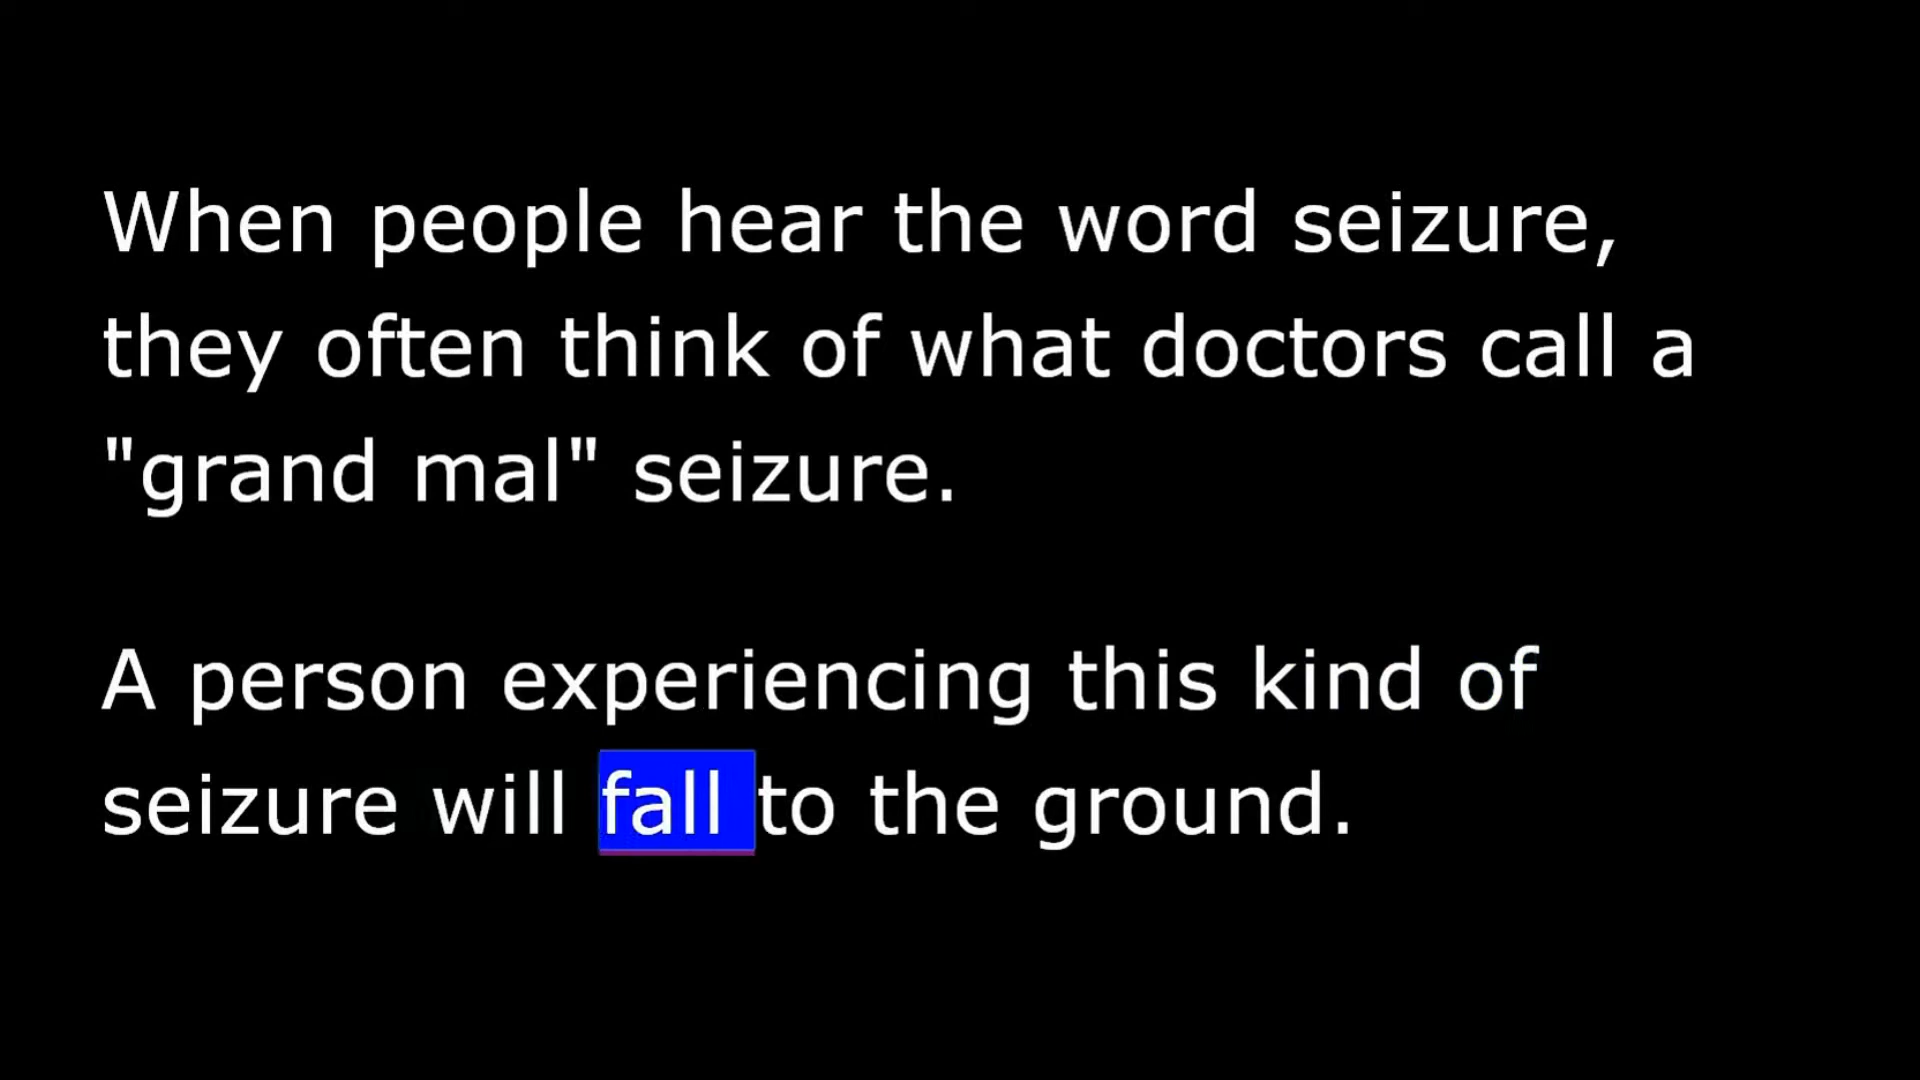 When people hear the word seizure,
they often think of what doctors call a
"grand mal" seizure.
A person experiencing this kind of
seizure will fall to the ground.